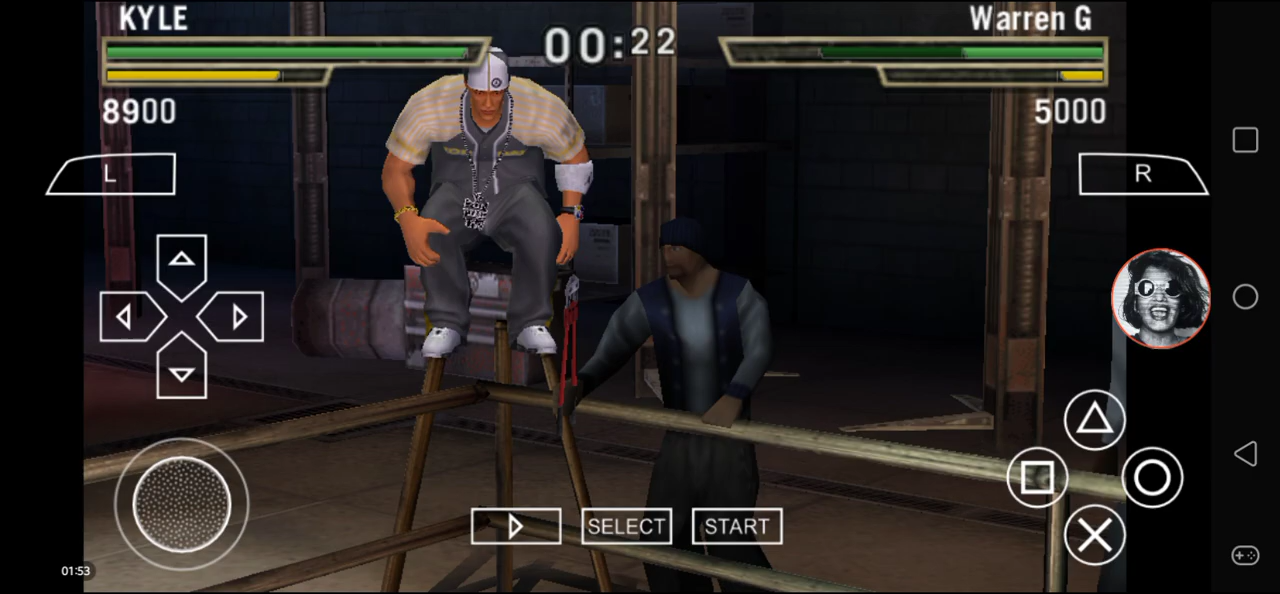 KYLE
00:22
Warren G
8900
5000
L
R
SELECT
START
01:53